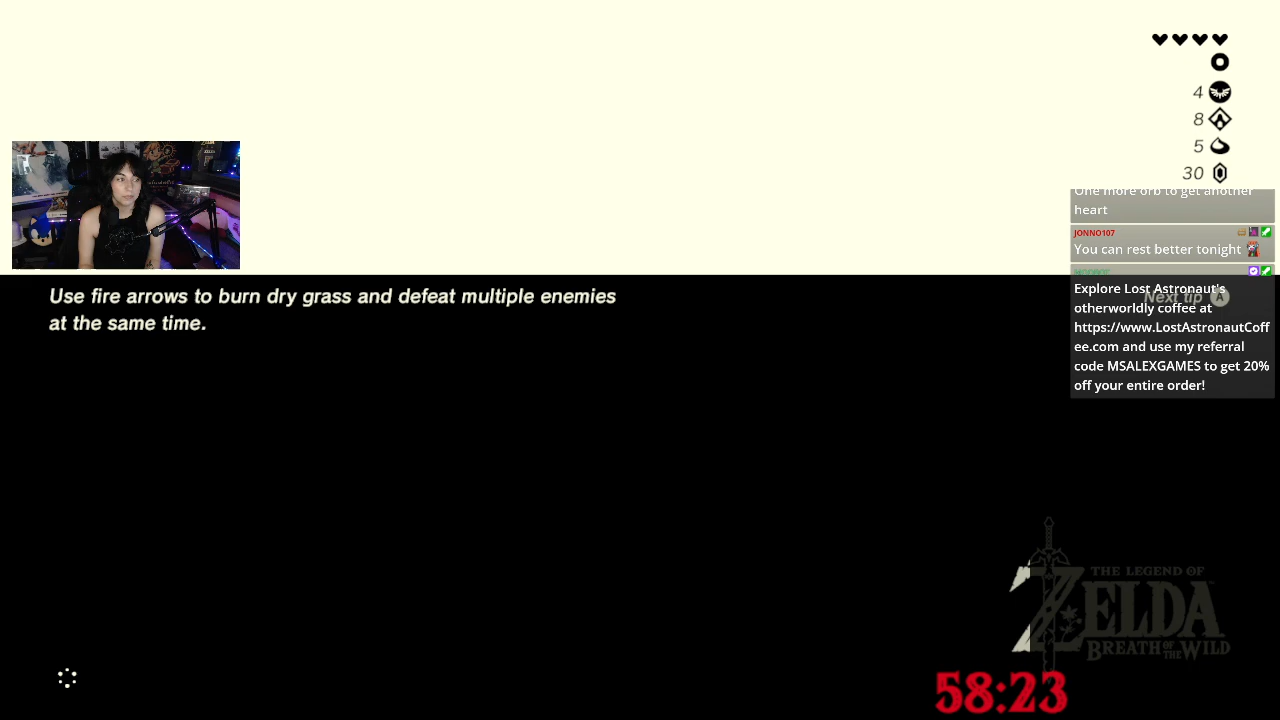 4
8
5
30
One more orb to get another
heart
JONNO107
You can rest better tonight
Explore Lost Astronaut's
otherworldly coffee at
https://www.LostAstronautCoff
ee.com and use my referral
code MSALEXGAMES to get 20%
off your entire order!
Next tip A
Use fire arrows to burn dry grass and defeat multiple enemies
at the same time.
THE LEGEND OF
ZELDA
BREATH OF THE WILD
58:23